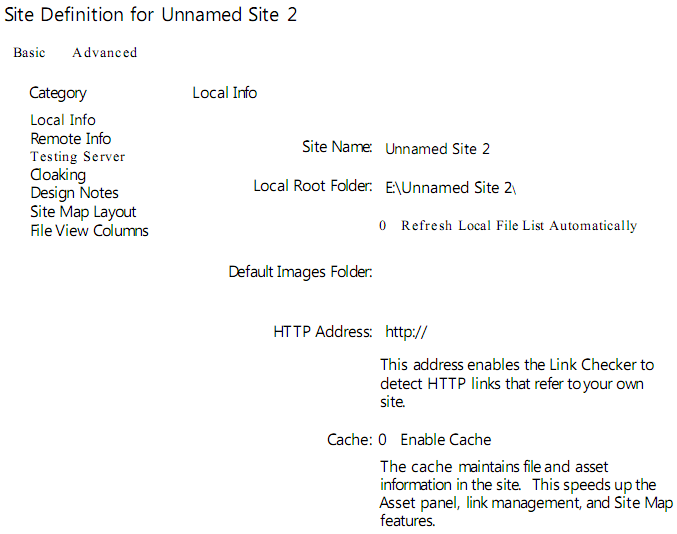 Site Definition for Unnamed Site 2
Basic Advanced
Category Local Info
Local Info
Remote Info
Testing Server
Cloaking
Design Notes
Site Map Layout
File View Columns
Site Name: Unnamed Site 2
Local Root Folder: E:\Unnamed Site 2\
0 Refresh Local File List Automatically
Default Images Folder:
HTTP Address: http://
This address enables the Link Checker to
detect HTTP links that refer to your own
site.
Cache: 0 Enable Cache
The cache maintains file and asset
information in the site. This speeds up the
Asset panel, link management, and Site Map
features.